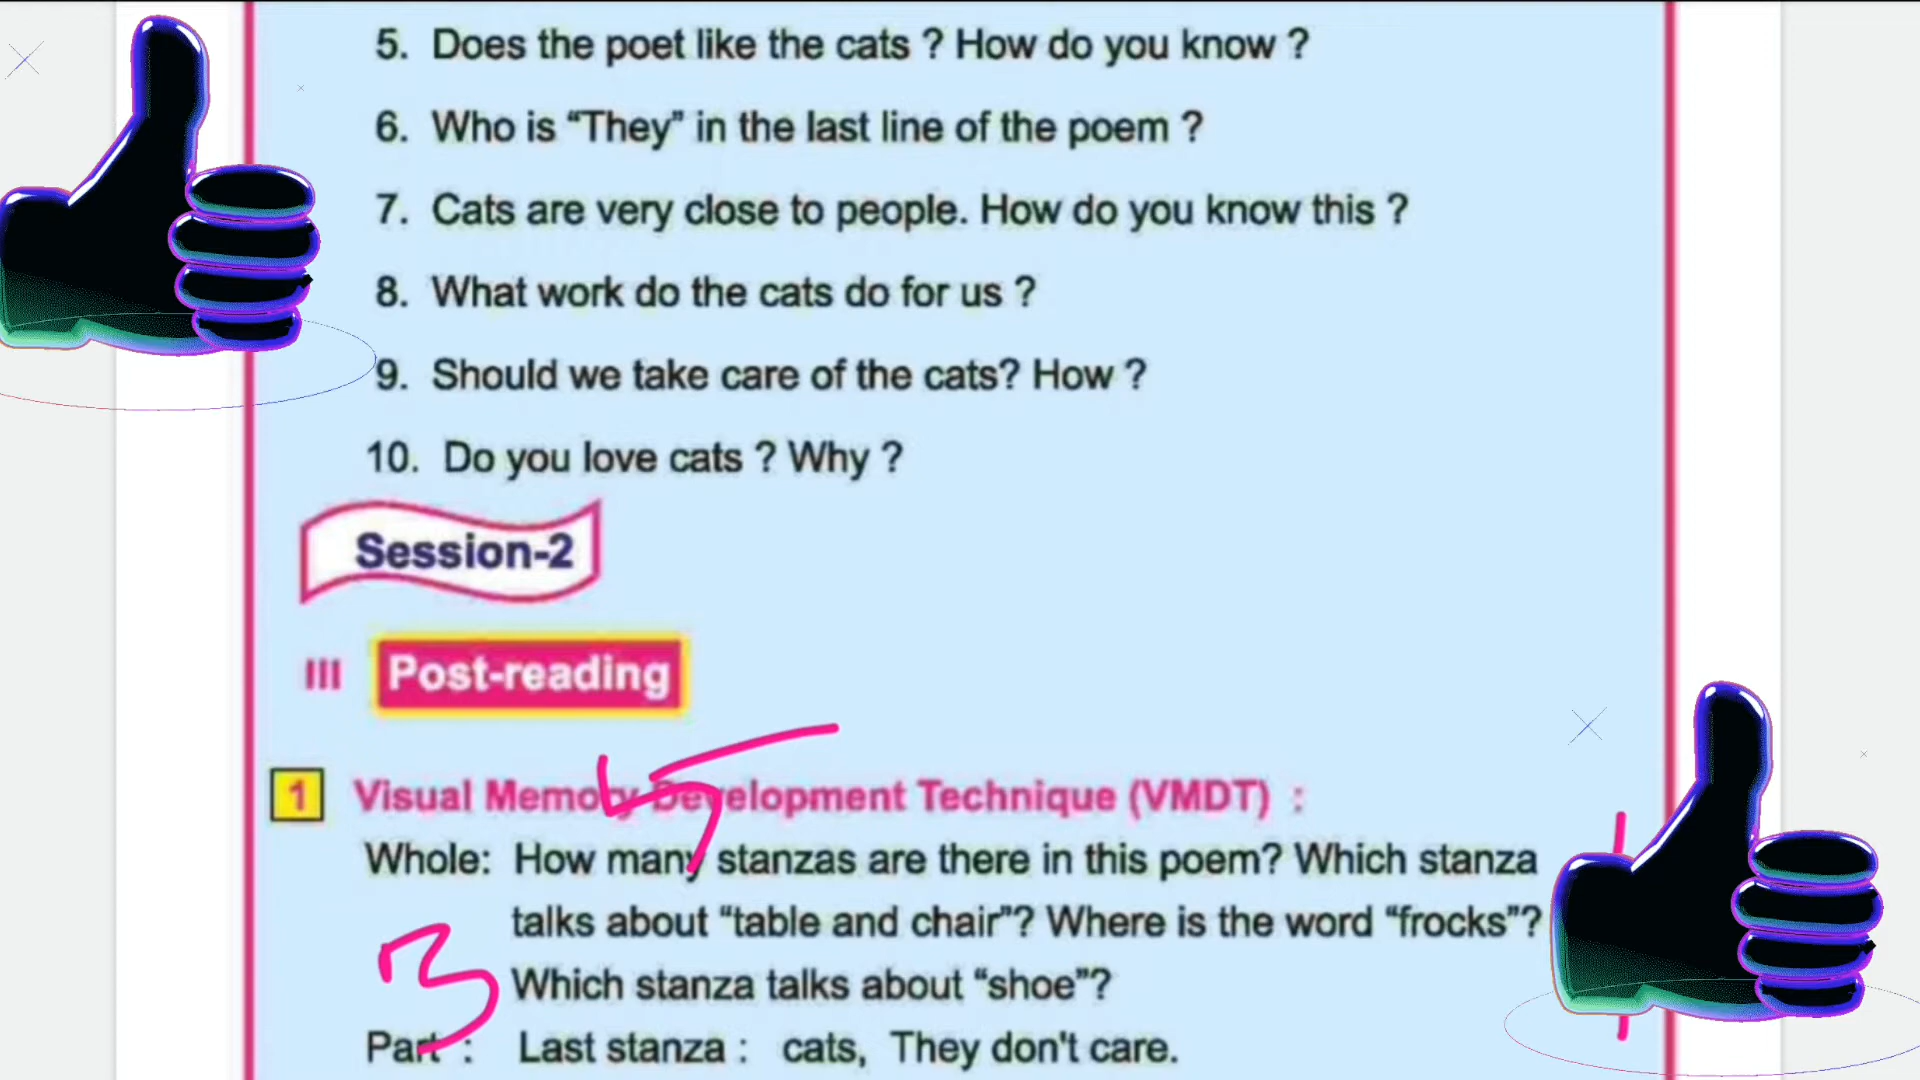 5. Does the poet like the cats ? How do you know ?
6. Who is “They” in the last line of the poem ?
7. Cats are very close to people. How do you know this ?
8. What work do the cats do for us ?
9. Should we take care of the cats? How ?
10. Do you love cats ? Why ?
Session-2
III Post-reading
1 Visual Memory Development Technique (VMDT) :
5
Whole: How many stanzas are there in this poem? Which stanza
talks about “table and chair”? Where is the word “frocks”?
3
Which stanza talks about “shoe”?
Part : Last stanza : cats, They don't care.